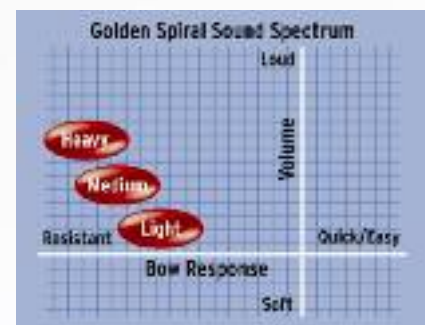 Golden Spiral Sound Spectrum
Loud
Volume
Heavy
Medium
Light
Resistant
Quick/Easy
Bow Response
Soft